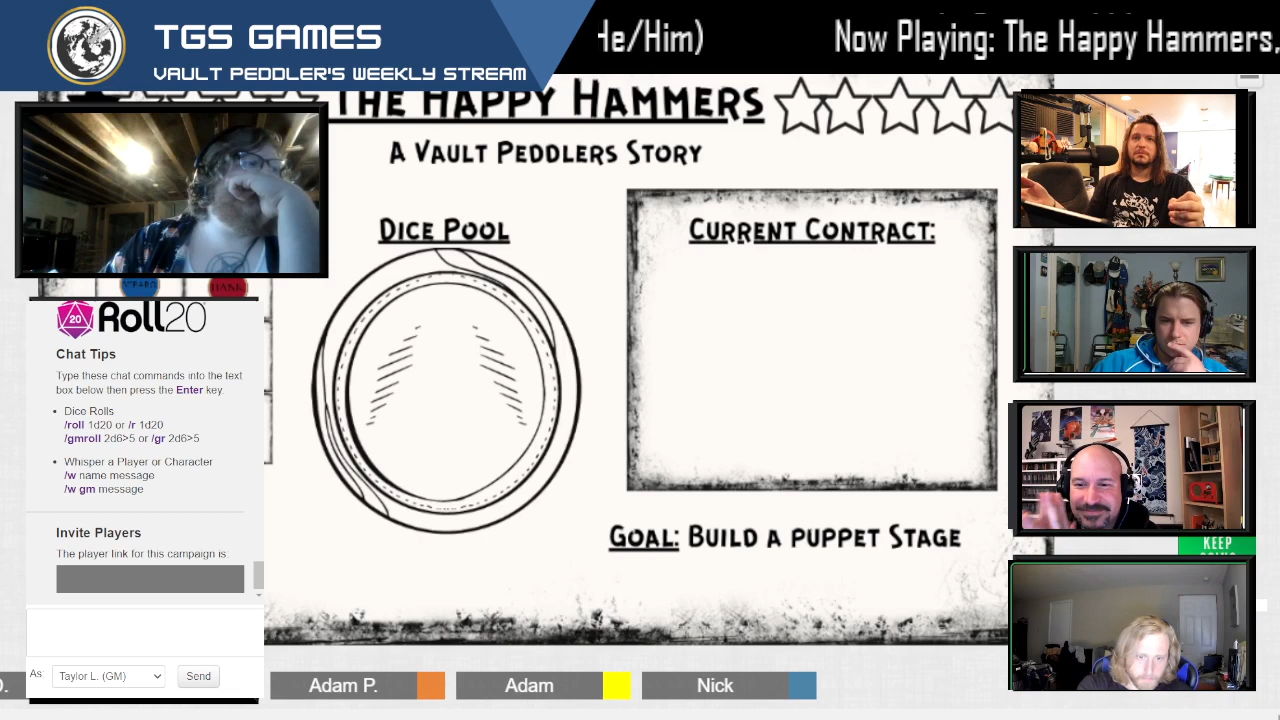 TGS GAMES
VAULT PEDDLER'S WEEKLY STREAM
He/Him)
Now Playing: The Happy Hammers,
THE HAPPY HAMMERS
A VAULT PEDDLERS STORY
DICE POOL
CURRENT CONTRACT:
HANK
20
Roll20
Chat Tips
Type these chat commands into the text
box below then press the Enter key.
• Dice Rolls
/roll 1d20 or /r 1d20
/gmroll 2d6>5 or /gr 2d6>5
• Whisper a Player or Character
/w name message
/w gm message
Invite Players
The player link for this campaign is
GOAL: BUILD A PUPPET STAGE
KEEP
As:
Taylor L. (GM)
Send
D.
Adam P.
Adam
Nick